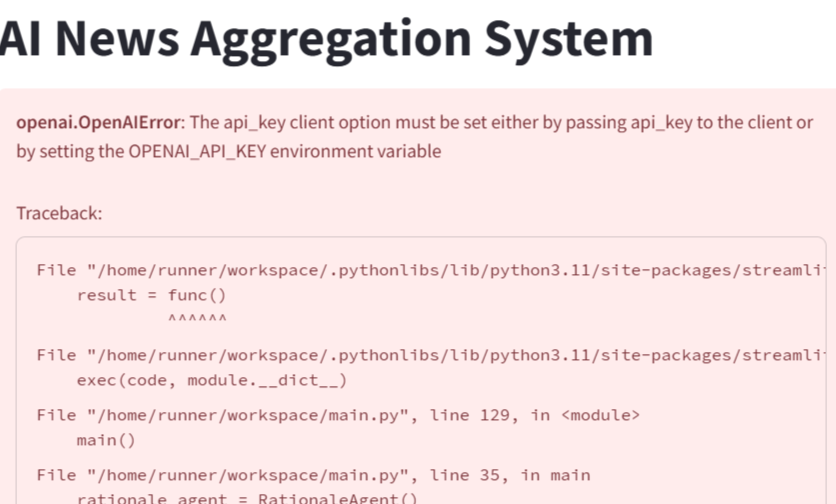 AI News Aggregation System
openai.OpenAIError: The api_key client option must be set either by passing api_key to the client or
by setting the OPENAI_API_KEY environment variable
Traceback:
File "/home/runner/workspace/.pythonlibs/lib/python3.11/site-packages/streamli
result = func()
^^^^^^
File "/home/runner/workspace/.pythonlibs/lib/python3.11/site-packages/streamli
exec(code, module.__dict__)
File "/home/runner/workspace/main.py", line 129, in <module>
main()
File "/home/runner/workspace/main.py", line 35, in main
rationale_agent = RationaleAgent()